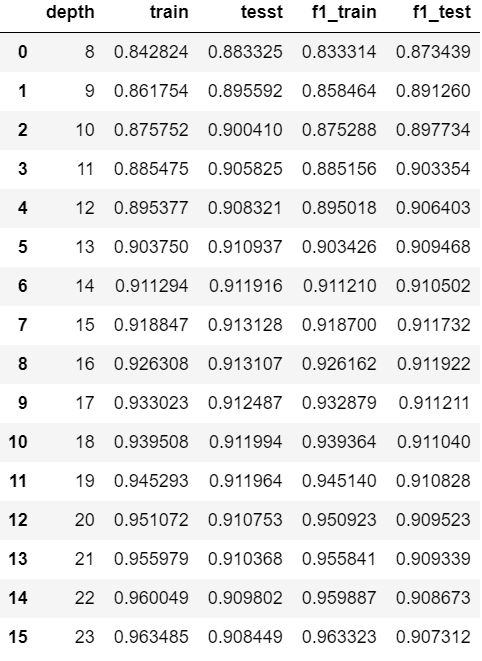 depth train tesst f1_train f1_test
0 8 0.842824 0.883325 0.833314 0.873439
1 9 0.861754 0.895592 0.858464 0.891260
2 10 0.875752 0.900410 0.875288 0.897734
3 11 0.885475 0.905825 0.885156 0.903354
4 12 0.895377 0.908321 0.895018 0.906403
5 13 0.903750 0.910937 0.903426 0.909468
6 14 0.911294 0.911916 0.911210 0.910502
7 15 0.918847 0.913128 0.918700 0.911732
8 16 0.926308 0.913107 0.926162 0.911922
9 17 0.933023 0.912487 0.932879 0.911211
10 18 0.939508 0.911994 0.939364 0.911040
11 19 0.945293 0.911964 0.945140 0.910828
12 20 0.951072 0.910753 0.950923 0.909523
13 21 0.955979 0.910368 0.955841 0.909339
14 22 0.960049 0.909802 0.959887 0.908673
15 23 0.963485 0.908449 0.963323 0.907312